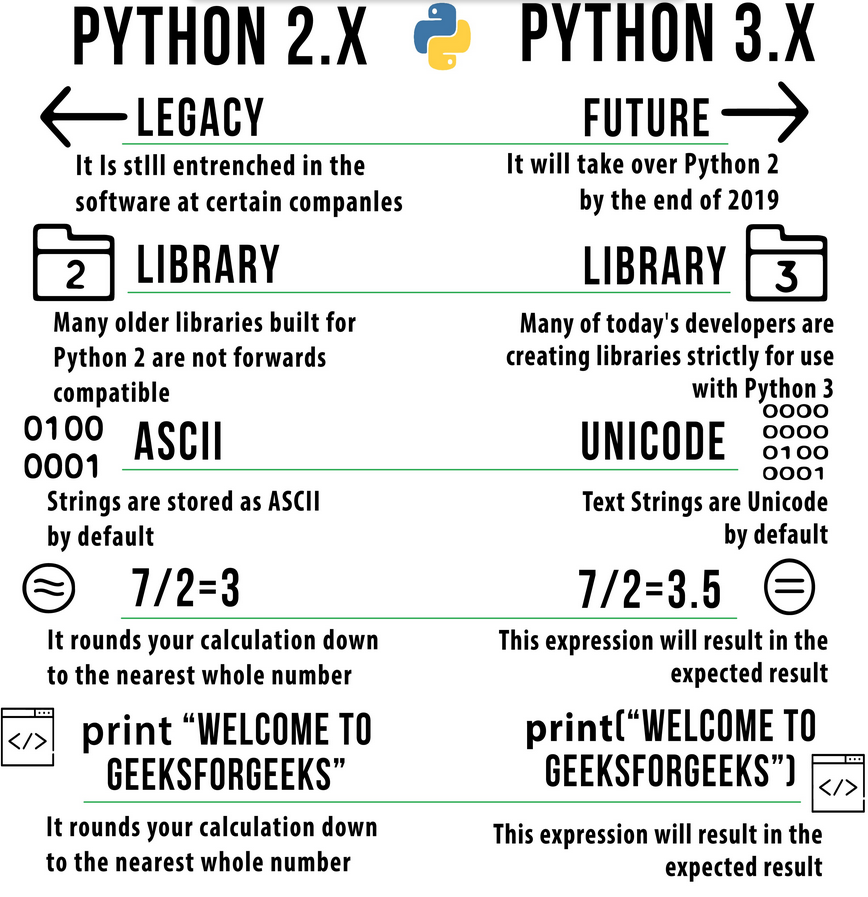 PYTHON 2.X
PYTHON 3.X
LEGACY
FUTURE
It Is stIll entrenched in the
software at certain companIes
It will take over Python 2
by the end of 2019
2
LIBRARY
LIBRARY
3
Many older libraries built for
Python 2 are not forwards
compatible
Many of today's developers are
creating libraries strictly for use
with Python 3
0100
0001
ASCII
UNICODE
0000
0000
0100
0001
Strings are stored as ASCII
by default
Text Strings are Unicode
by default
≈
7/2=3
7/2=3.5
=
It rounds your calculation down
to the nearest whole number
This expression will result in the
expected result
</>
print “WELCOME TO
GEEKSFORGEEKS”
print(“WELCOME TO
GEEKSFORGEEKS”)
</>
It rounds your calculation down
to the nearest whole number
This expression will result in the
expected result